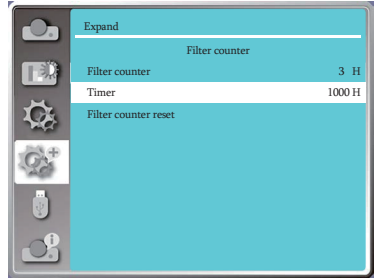 Expand
Filter counter
Filter counter 3 H
Timer 1000 H
Filter counter reset